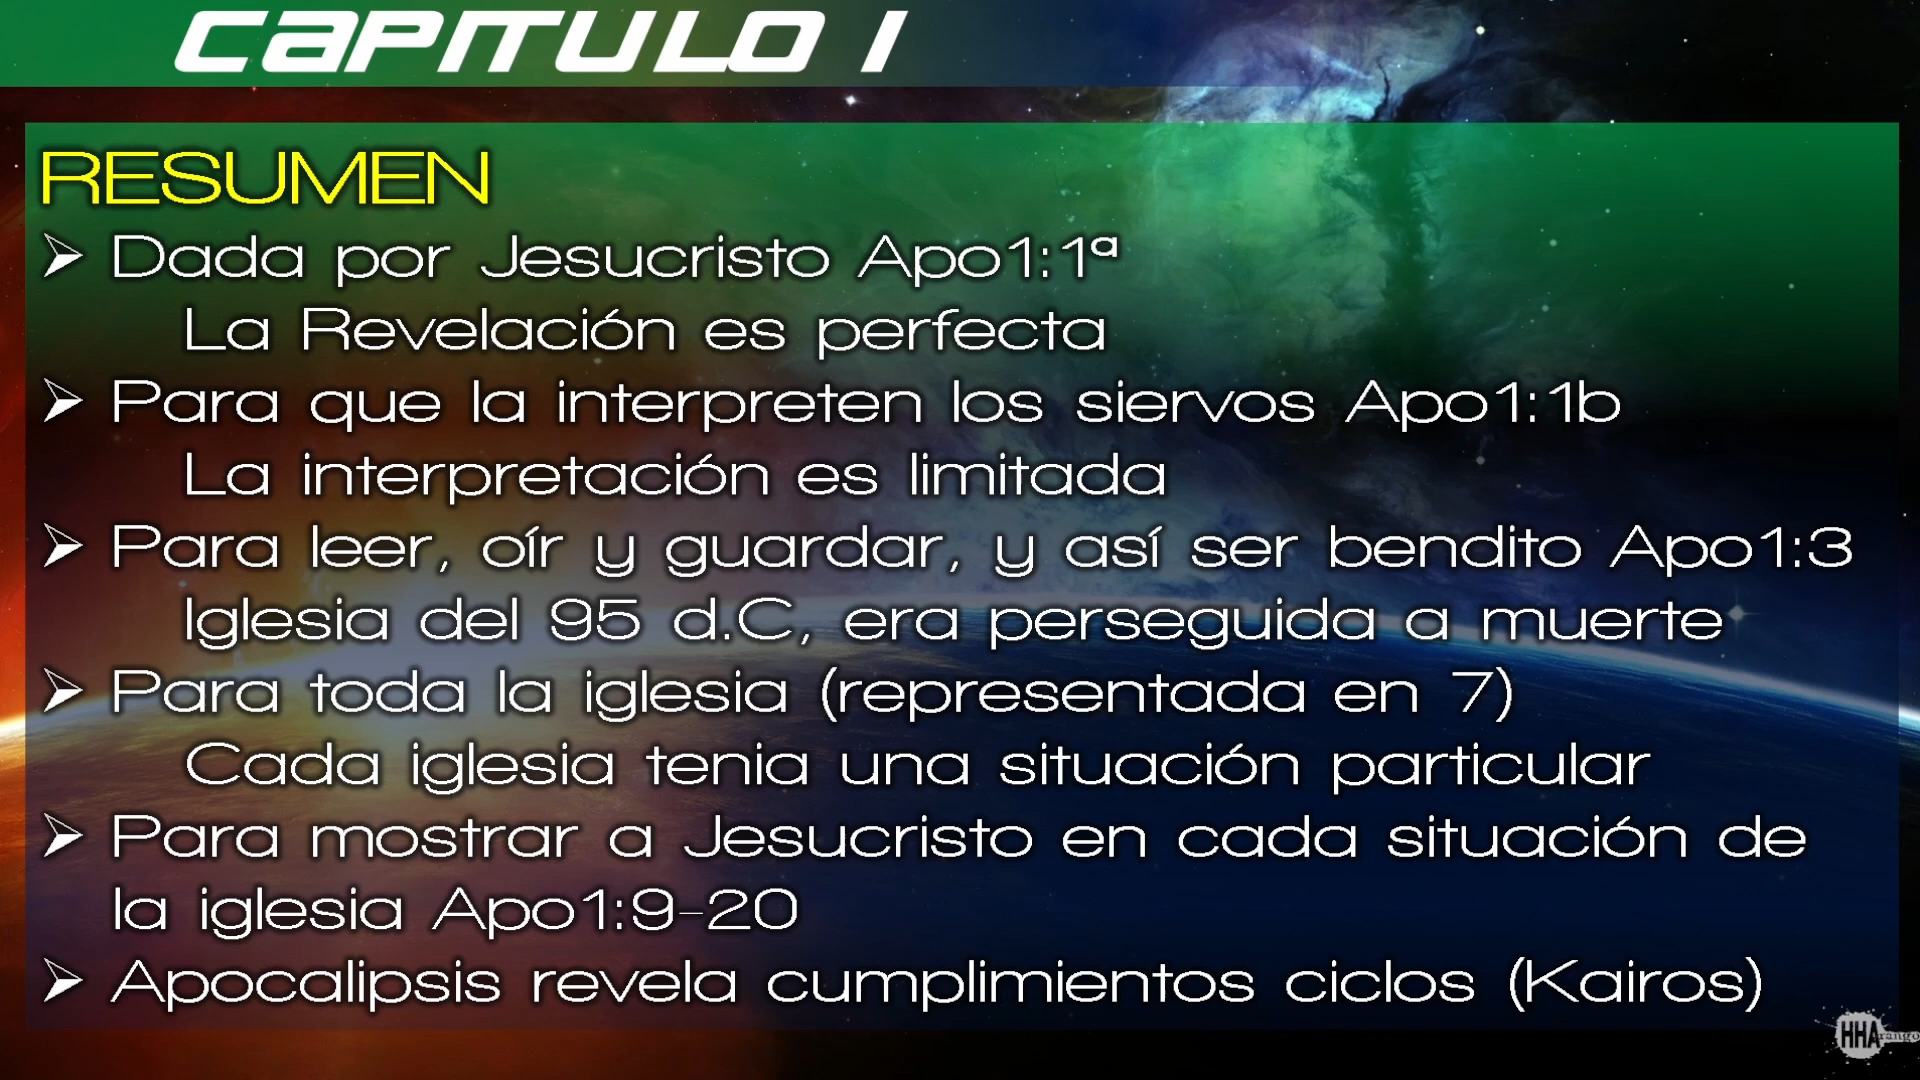 CAPITULO I
RESUMEN
➢ Dada por Jesucristo Apo1:1ª
La Revelación es perfecta
➢ Para que la interpreten los siervos Apo1:1b
La interpretación es limitada
➢ Para leer, oír y guardar, y así ser bendito Apo1:3
Iglesia del 95 d.C, era perseguida a muerte
➢ Para toda la iglesia (representada en 7)
Cada iglesia tenia una situación particular
➢ Para mostrar a Jesucristo en cada situación de
la iglesia Apo1:9-20
➢ Apocalipsis revela cumplimientos ciclos (Kairos)
HHArango